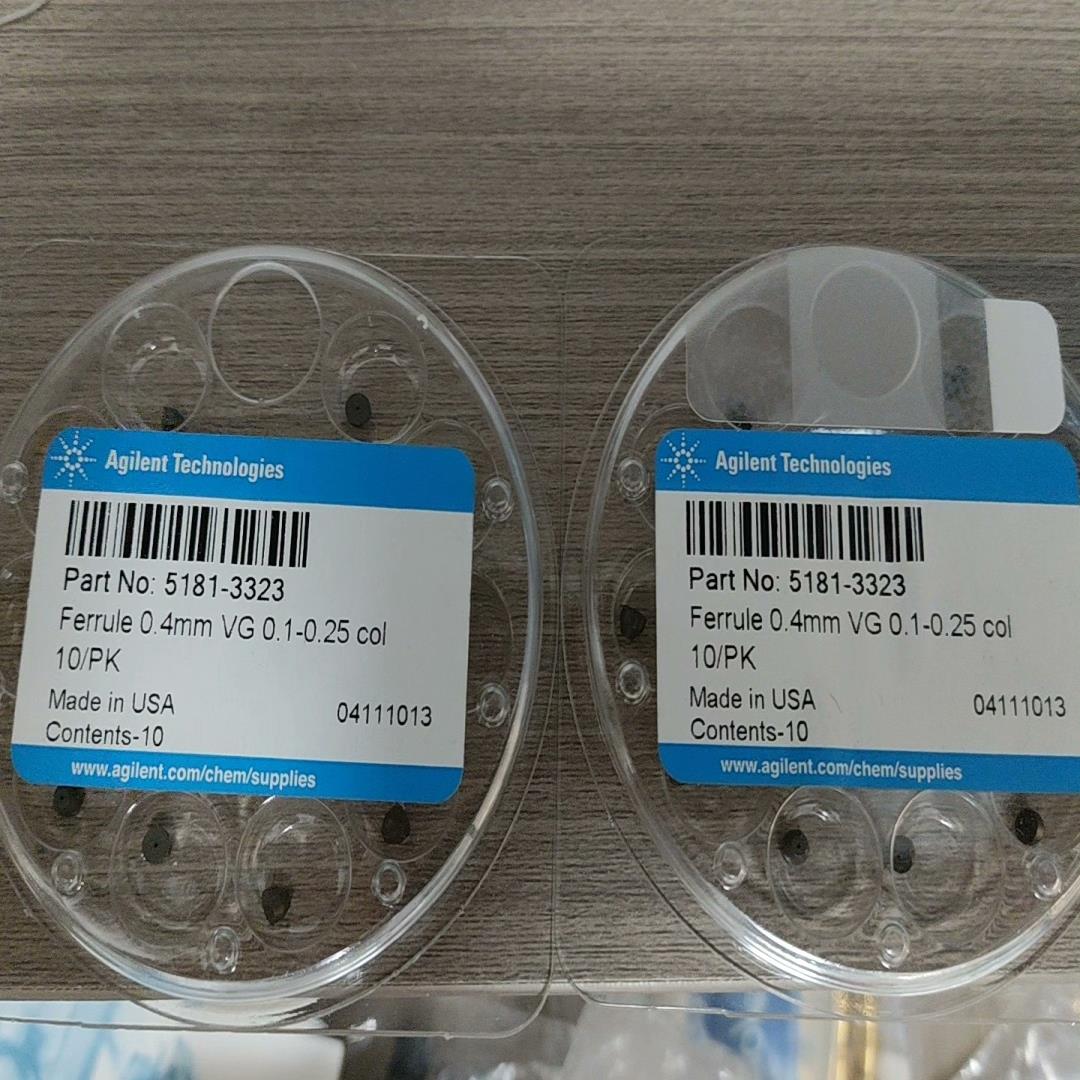 Agilent Technologies
Part No: 5181-3323
Ferrule 0.4mm VG 0.1-0.25 col
10/PK
Made in USA
04111013
Contents-10
www.agilent.com/chem/supplies
Agilent Technologies
Part No: 5181-3323
Ferrule 0.4mm VG 0.1-0.25 col
10/PK
Made in USA
04111013
Contents-10
www.agilent.com/chem/supplies